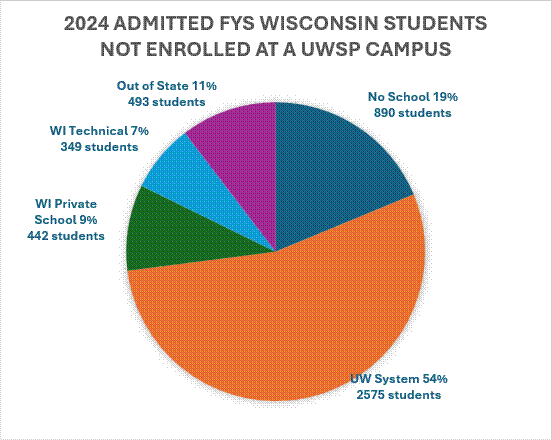 2024 ADMITTED FYS WISCONSIN STUDENTS
NOT ENROLLED AT A UWSP CAMPUS
Out of State 11%
493 students
No School 19%
890 students
WI Technical 7%
349 students
WI Private
School 9%
442 students
UW System 54%
2575 students